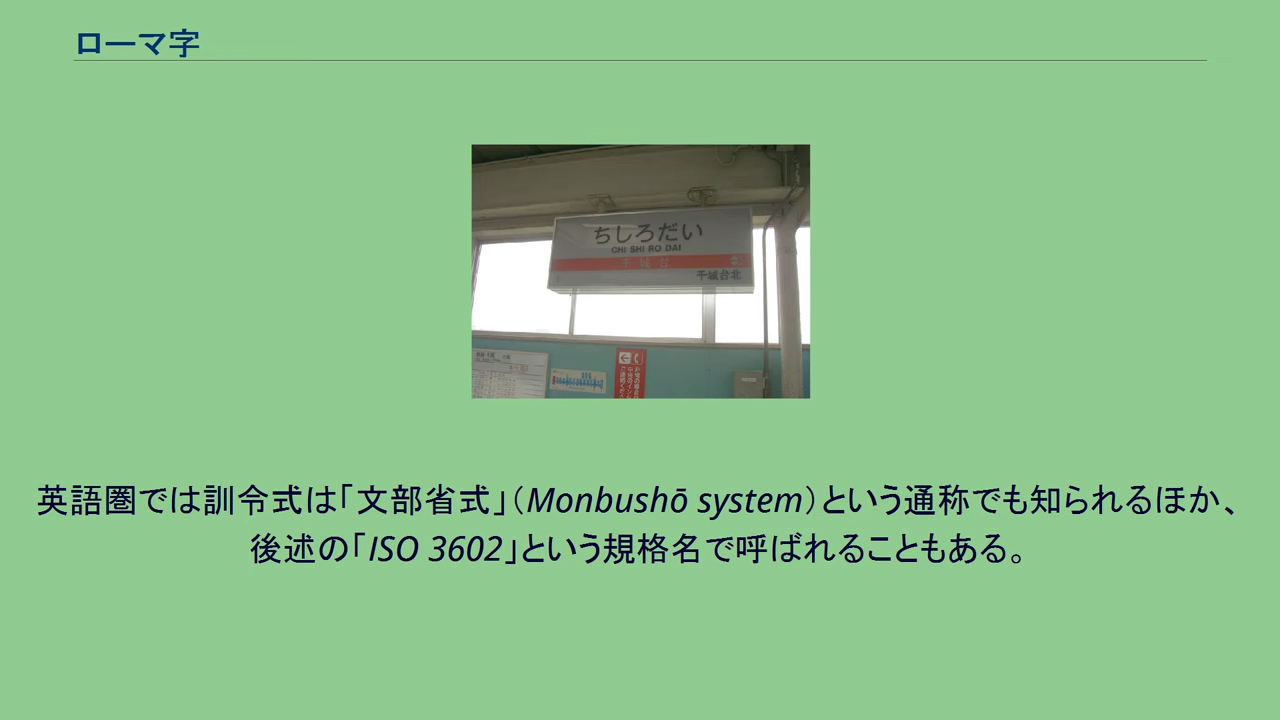 ローマ字
ちしろだい
CHI SHI RO DAI
千城台
千城台北
英語圏では訓令式は「文部省式」（Monbushō system）という通称でも知られるほか、
後述の「ISO 3602」という規格名で呼ばれることもある。